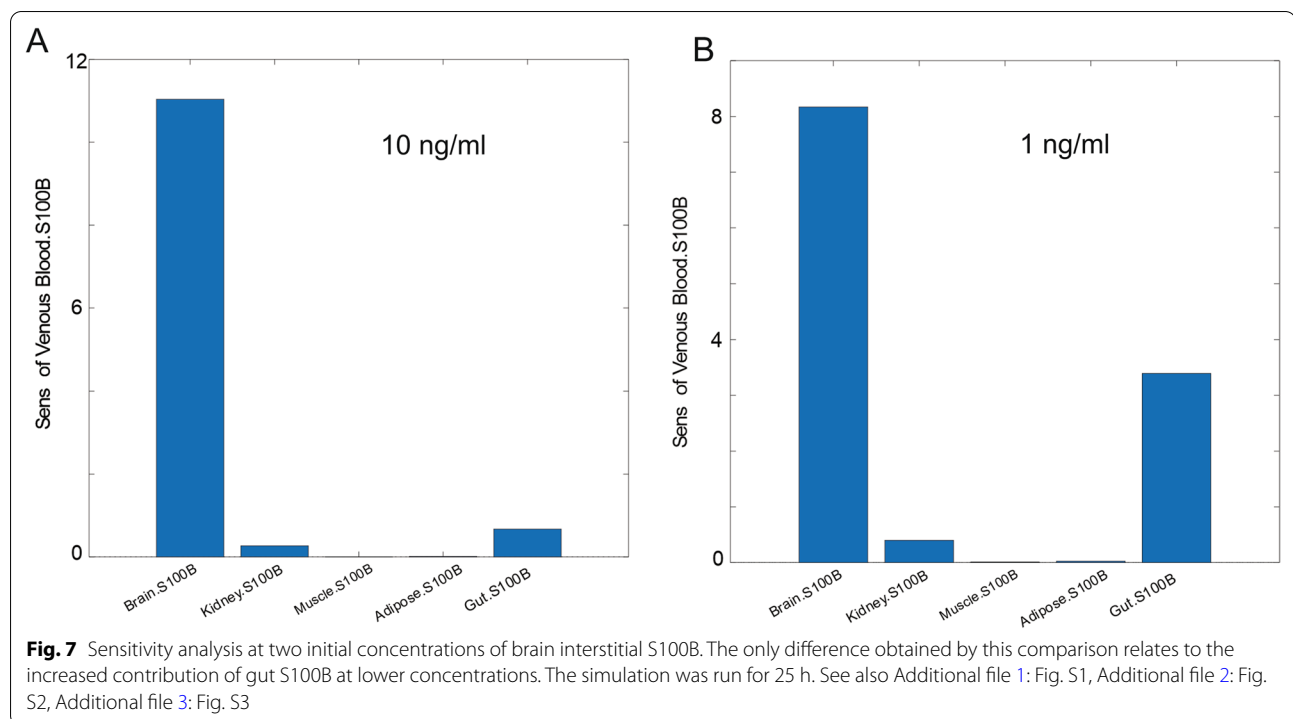 A
12
6
0
Sens of Venous Blood.S100B
10 ng/ml
Brain.S100B
Kidney.S100B
Muscle.S100B
Adipose.S100B
Gut.S100B
B
8
4
0
Sens of Venous Blood.S100B
1 ng/ml
Brain.S100B
Kidney.S100B
Muscle.S100B
Adipose.S100B
Gut.S100B
Fig. 7 Sensitivity analysis at two initial concentrations of brain interstitial S100B. The only difference obtained by this comparison relates to the
increased contribution of gut S100B at lower concentrations. The simulation was run for 25 h. See also Additional file 1: Fig. S1, Additional file 2: Fig.
S2, Additional file 3: Fig. S3